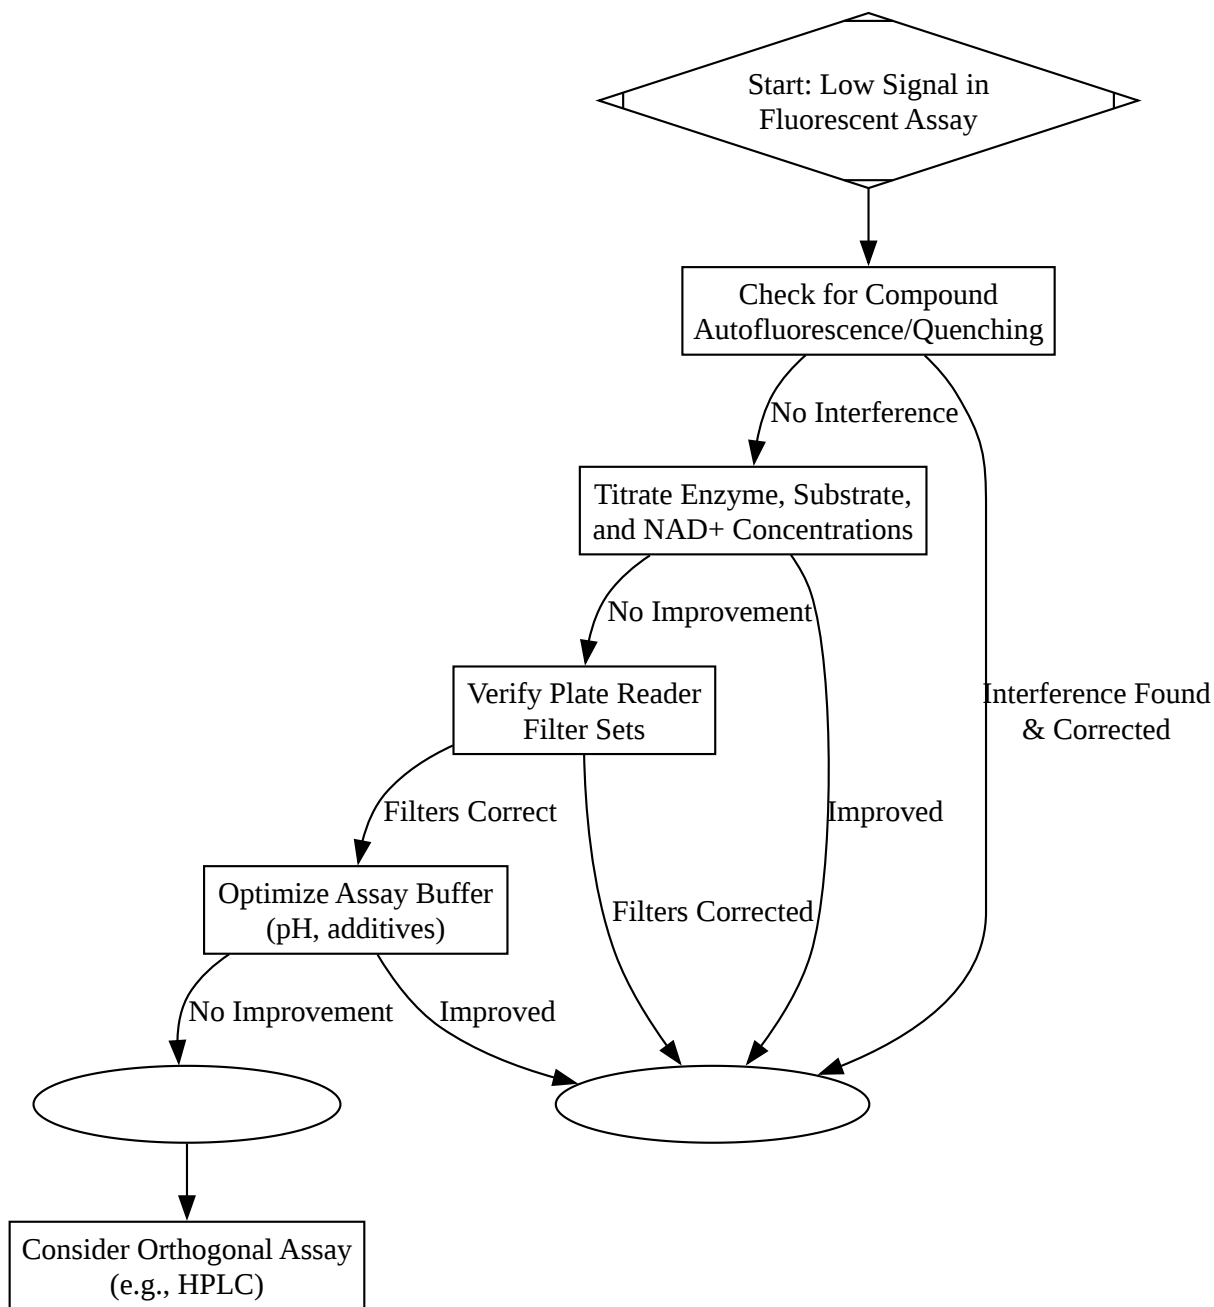 Start: Low Signal in
Fluorescent Assay
Check for Compound
Autofluorescence/Quenching
No Interference
Titrate Enzyme, Substrate,
and NAD+ Concentrations
No Improvement
Interference Found
& Corrected
Verify Plate Reader
Filter Sets
Filters Correct
Improved
Optimize Assay Buffer
(pH, additives)
Filters Corrected
No Improvement
Improved
Consider Orthogonal Assay
(e.g., HPLC)